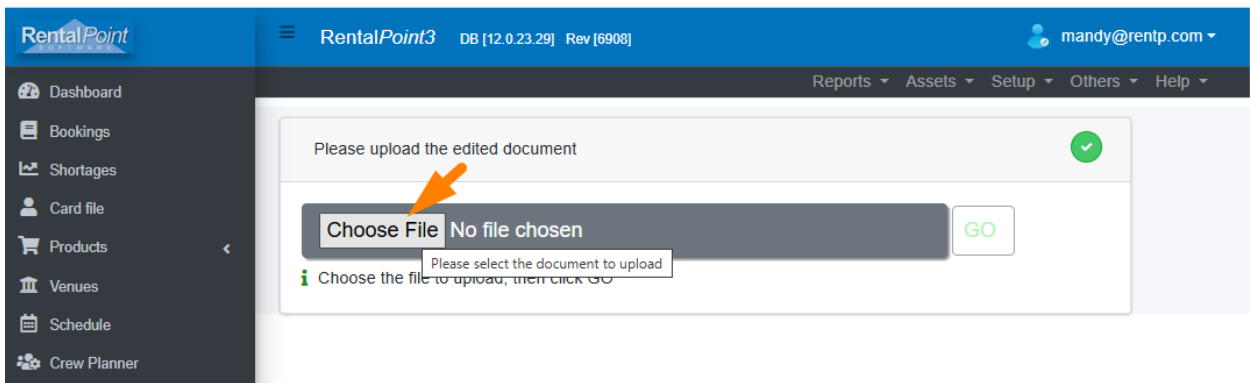 RentalPoint
SOFTWARE
RentalPoint3 DB [12.0.23.29] Rev [6908]
mandy@rentp.com
Reports Assets Setup Others Help
Dashboard
Bookings
Shortages
Card file
Products
Venues
Schedule
Crew Planner
Please upload the edited document
Choose File No file chosen
GO
Please select the document to upload
Choose the file to upload, then click GO